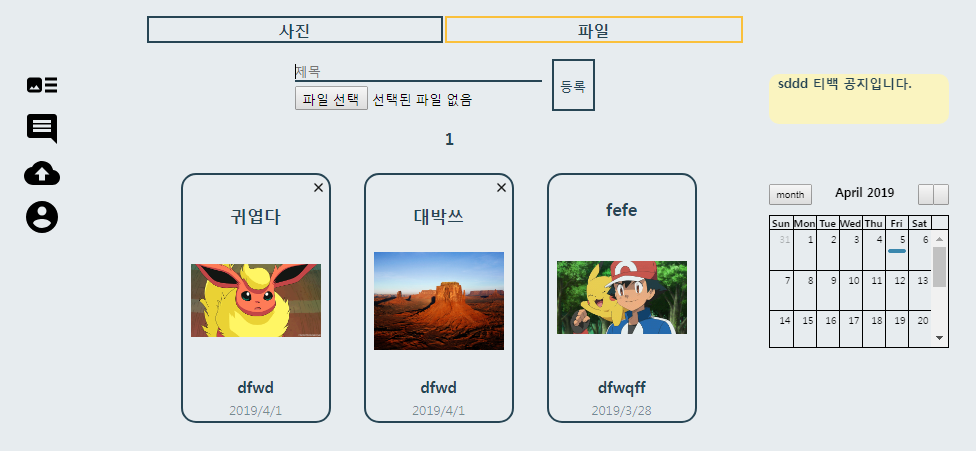 사진
파일
제목
파일 선택 선택된 파일 없음
등록
1
귀엽다
dfwd
2019/4/1
대박쓰
dfwd
2019/4/1
fefe
dfwqff
2019/3/28
sddd 티백 공지입니다.
month
April 2019
Sun Mon Tue Wed Thu Fri Sat
31 1 2 3 4 5 6
7 8 9 10 11 12 13
14 15 16 17 18 19 20